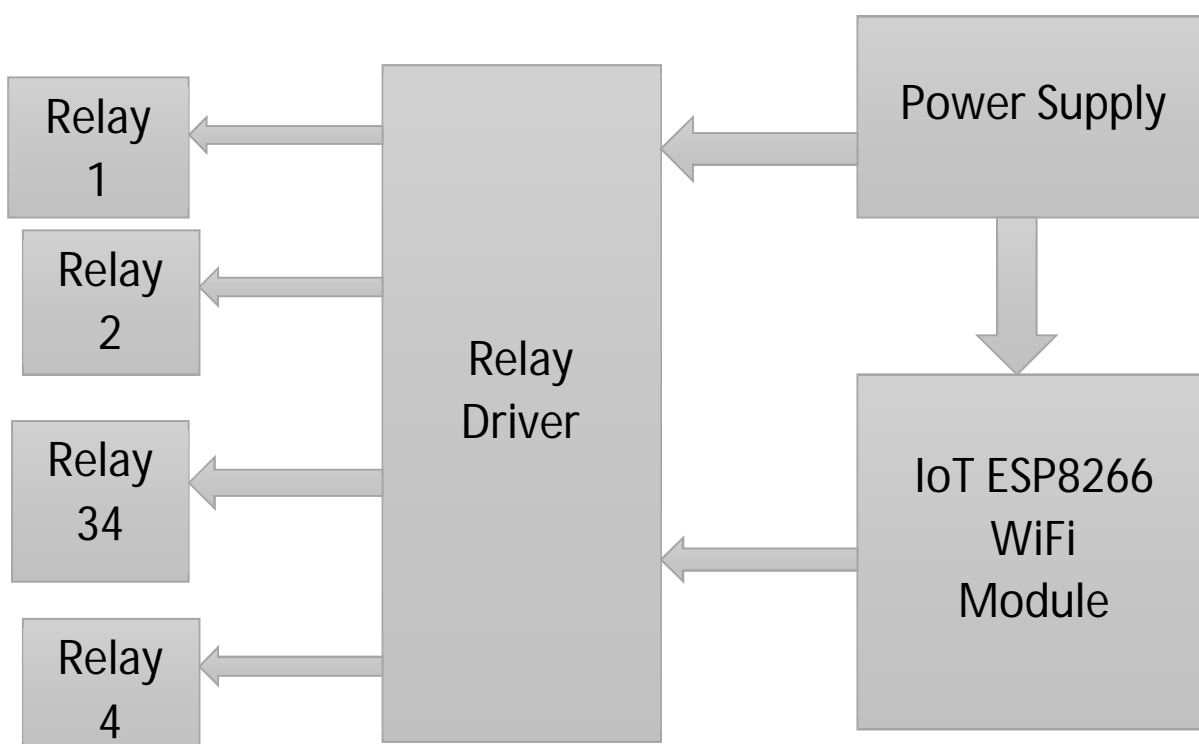 Relay
1
Relay
2
Relay
34
Relay
4
Relay
Driver
Power Supply
IoT ESP8266
WiFi
Module